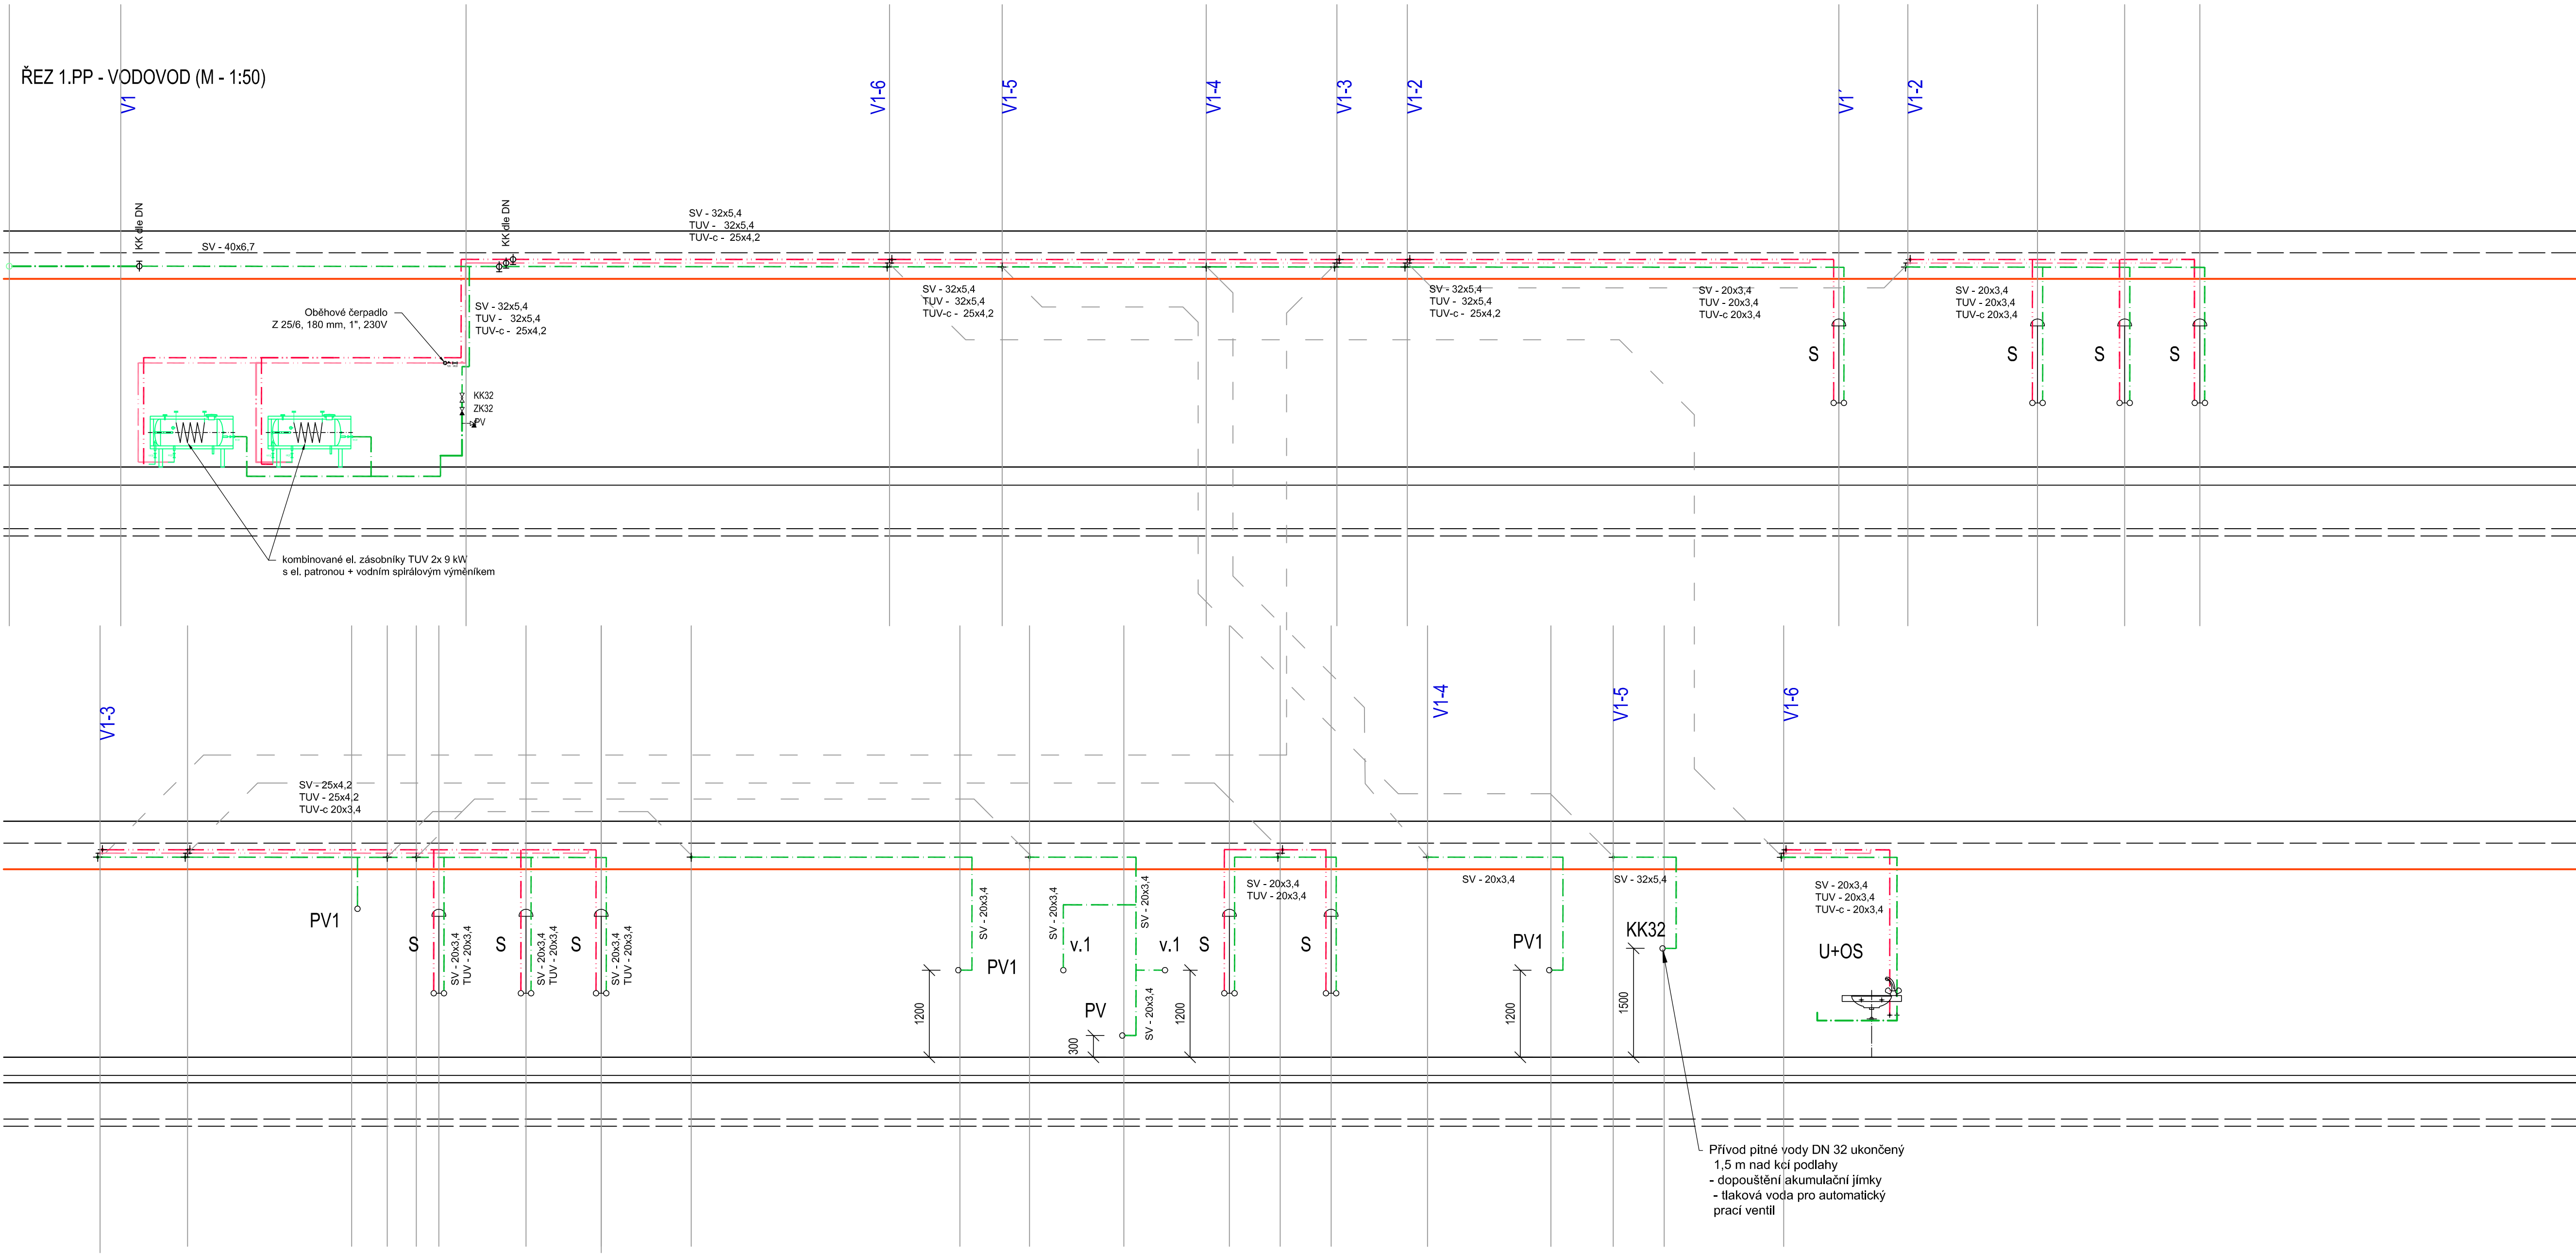 ŘEZ 1.PP - VODOVOD (M - 1:50)
V1
V1-6
V1-5
V1-4
V1-3
V1-2
V1´
V1-2
KK dle DN
SV - 40x6,7
KK dle DN
SV - 32x5,4
TUV - 32x5,4
TUV-c - 25x4,2
SV - 32x5,4
TUV - 32x5,4
TUV-c - 25x4,2
SV - 32x5,4
TUV - 32x5,4
TUV-c - 25x4,2
SV - 32x5,4
TUV - 32x5,4
TUV-c - 25x4,2
SV - 20x3,4
TUV - 20x3,4
TUV-c 20x3,4
SV - 20x3,4
TUV - 20x3,4
TUV-c 20x3,4
Oběhové čerpadlo
Z 25/6, 180 mm, 1", 230V
S
S
S
S
KK32
ZK32
PV
kombinované el. zásobníky TUV 2x 9 kW
s el. patronou + vodním spirálovým výměníkem
V1-3
V1-4
V1-5
V1-6
SV - 25x4,2
TUV - 25x4,2
TUV-c 20x3,4
PV1
S
SV - 20x3,4
TUV - 20x3,4
S
SV - 20x3,4
TUV - 20x3,4
S
SV - 20x3,4
TUV - 20x3,4
SV - 20x3,4
PV1
1200
SV - 20x3,4
v.1
SV - 20x3,4
v.1
PV
300
SV - 20x3,4
1200
S
SV - 20x3,4
TUV - 20x3,4
S
SV - 20x3,4
PV1
1200
SV - 32x5,4
KK32
1500
SV - 20x3,4
TUV - 20x3,4
TUV-c - 20x3,4
U+OS
Přívod pitné vody DN 32 ukončený
1,5 m nad kcí podlahy
- dopouštění akumulační jímky
- tlaková voda pro automatický
prací ventil